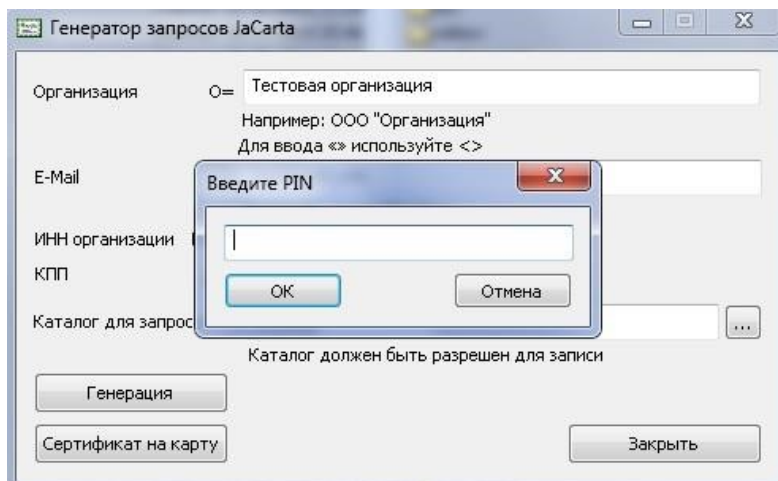 Генератор запросов JaCarta
Организация О= Тестовая организация
Например: ООО "Организация"
Для ввода «» используйте <>
E-Mail
Введите PIN
ИНН организации
КПП
OK Отмена
Каталог для запрос
...
Каталог должен быть разрешен для записи
Генерация
Сертификат на карту
Закрыть